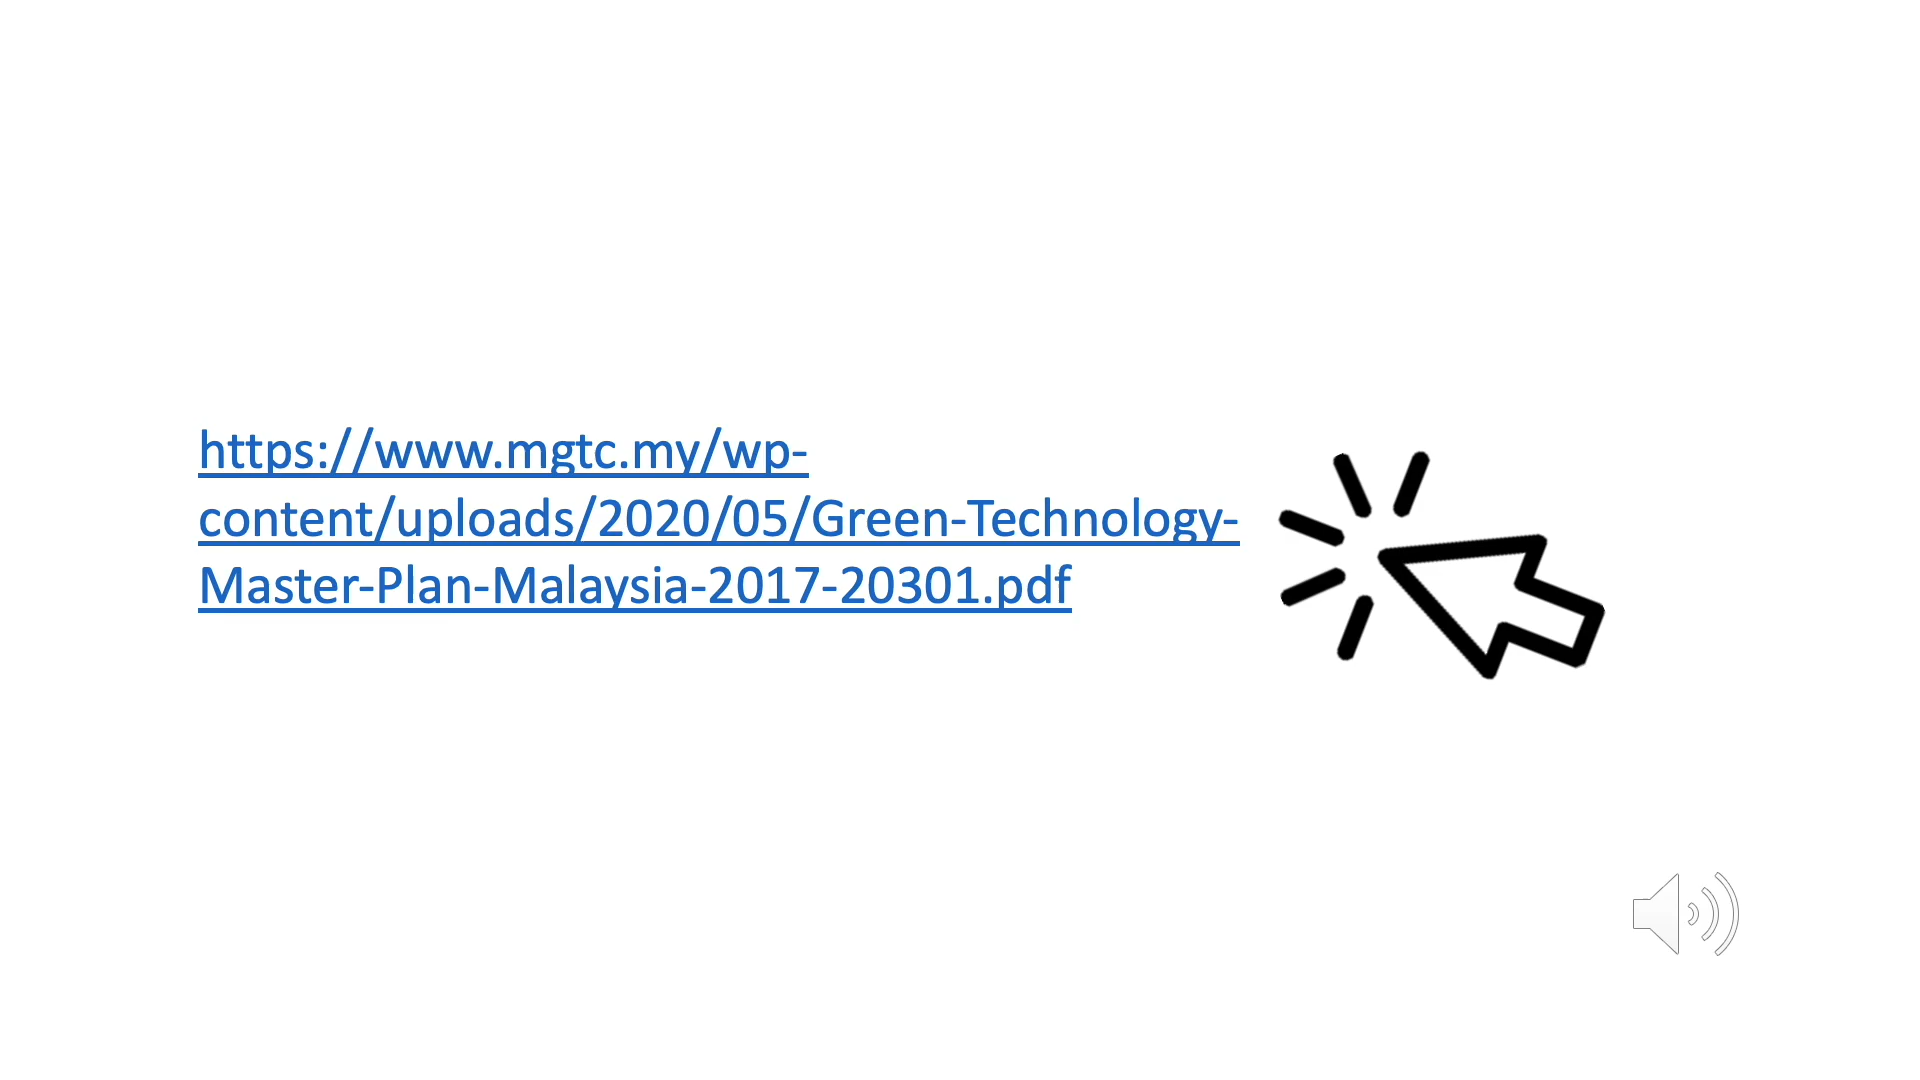 https://www.mgtc.my/wp-
content/uploads/2020/05/Green-Technology-
Master-Plan-Malaysia-2017-20301.pdf